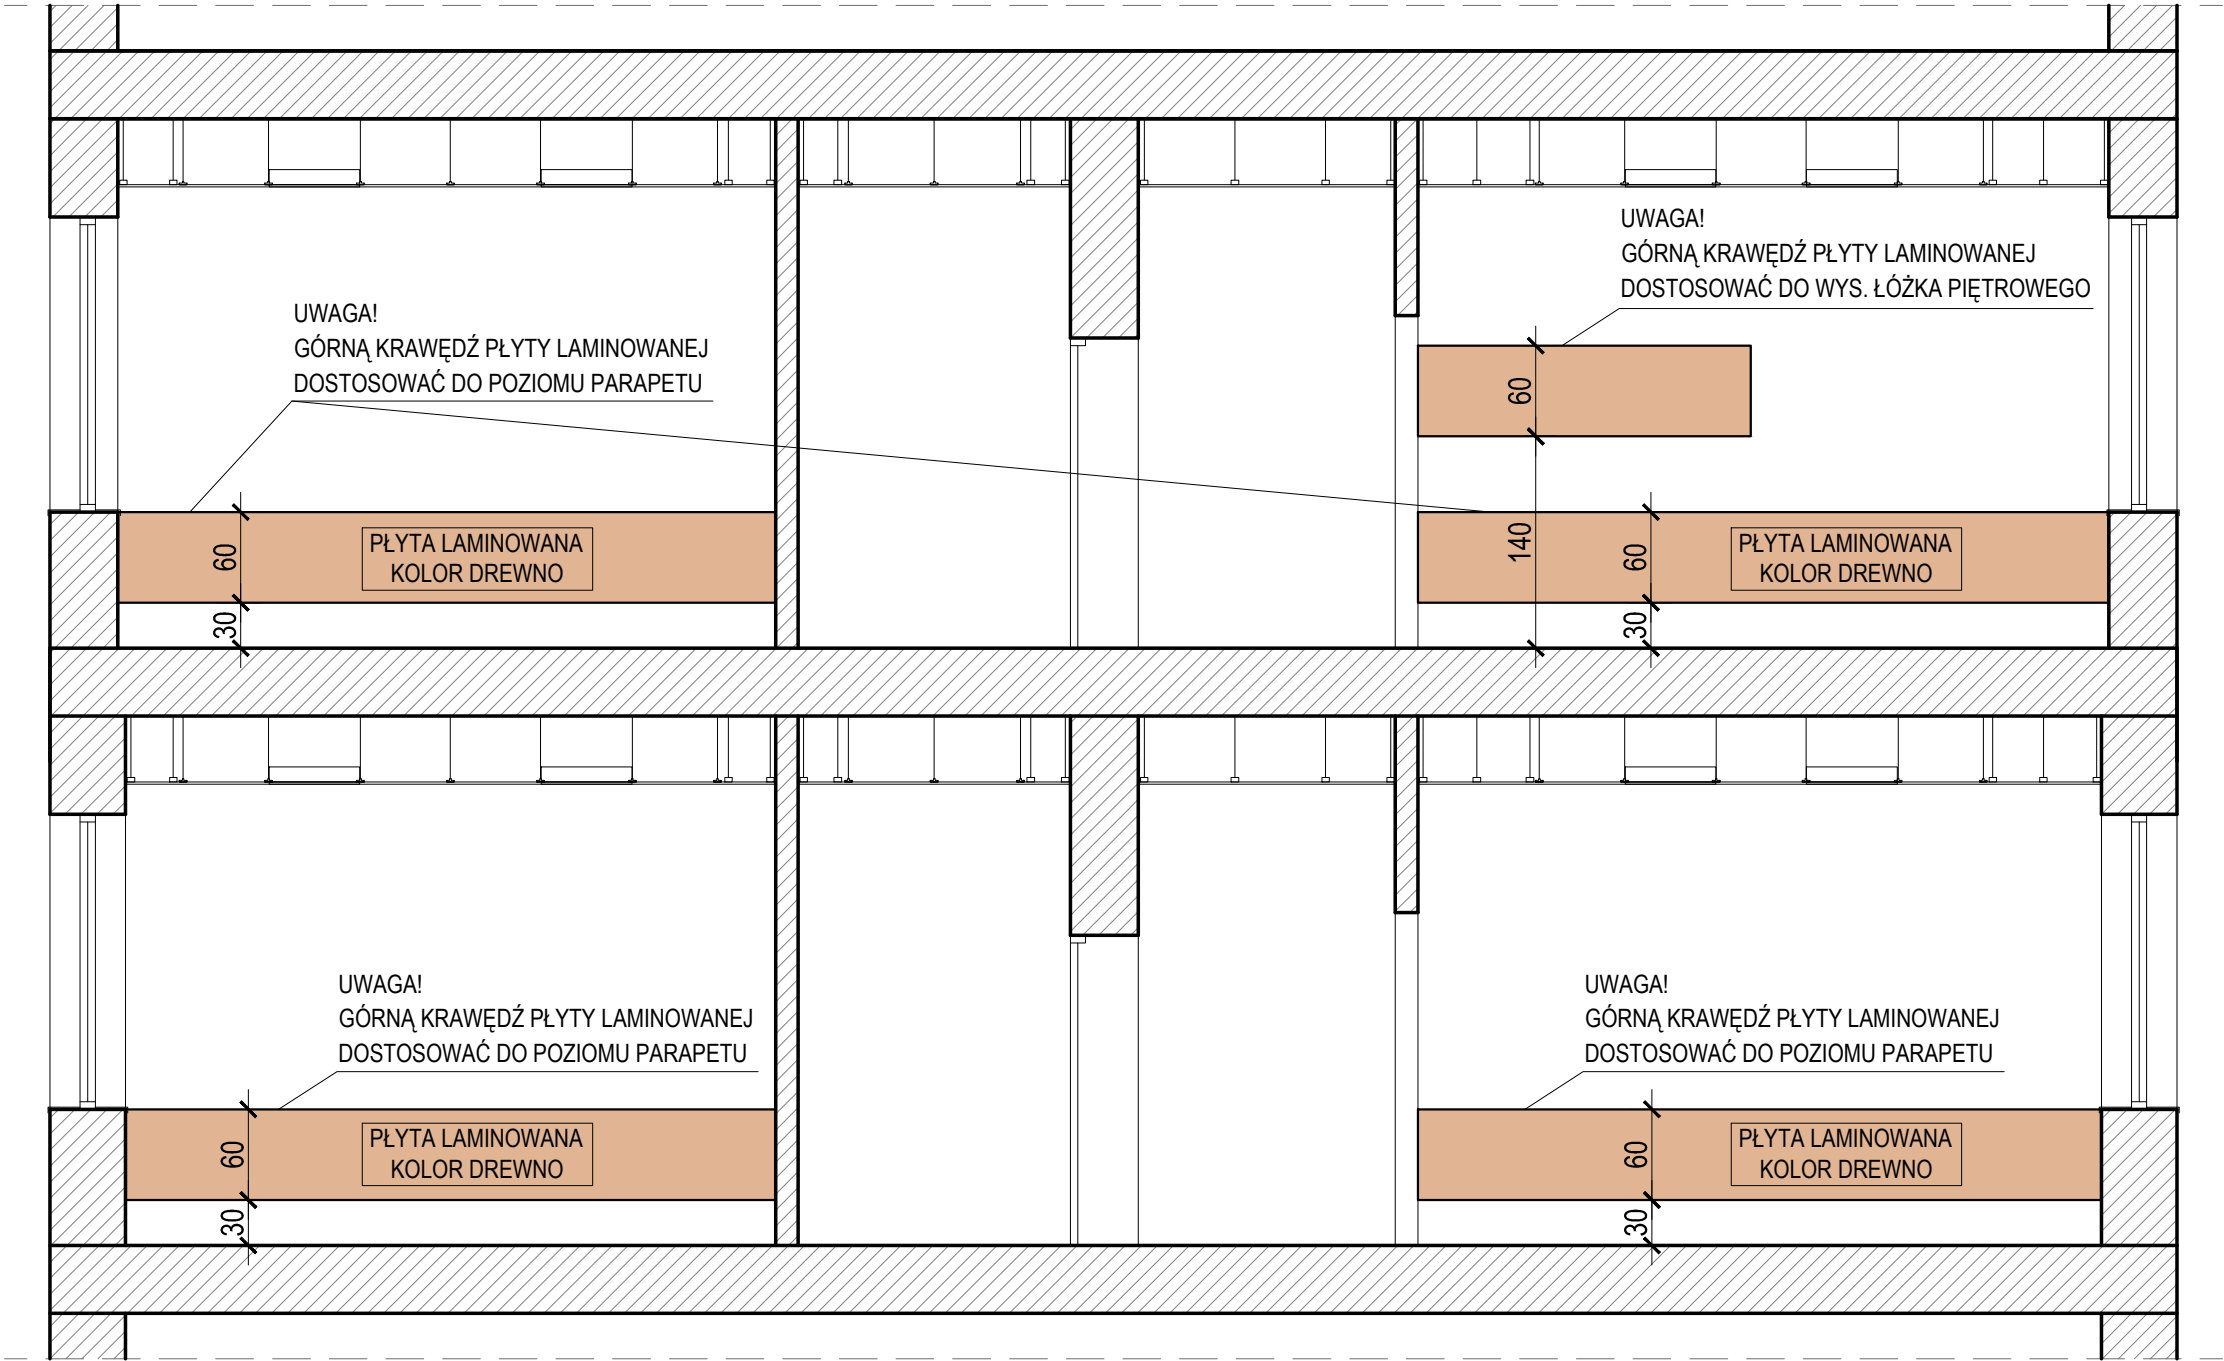 UWAGA!
GÓRNĄ KRAWĘDŹ PŁYTY LAMINOWANEJ
DOSTOSOWAĆ DO WYS. ŁÓŻKA PIĘTROWEGO
UWAGA!
GÓRNĄ KRAWĘDŹ PŁYTY LAMINOWANEJ
DOSTOSOWAĆ DO POZIOMU PARAPETU
60
60
PŁYTA LAMINOWANA
KOLOR DREWNO
30
140
60
PŁYTA LAMINOWANA
KOLOR DREWNO
30
UWAGA!
GÓRNĄ KRAWĘDŹ PŁYTY LAMINOWANEJ
DOSTOSOWAĆ DO POZIOMU PARAPETU
UWAGA!
GÓRNĄ KRAWĘDŹ PŁYTY LAMINOWANEJ
DOSTOSOWAĆ DO POZIOMU PARAPETU
60
PŁYTA LAMINOWANA
KOLOR DREWNO
30
60
PŁYTA LAMINOWANA
KOLOR DREWNO
30